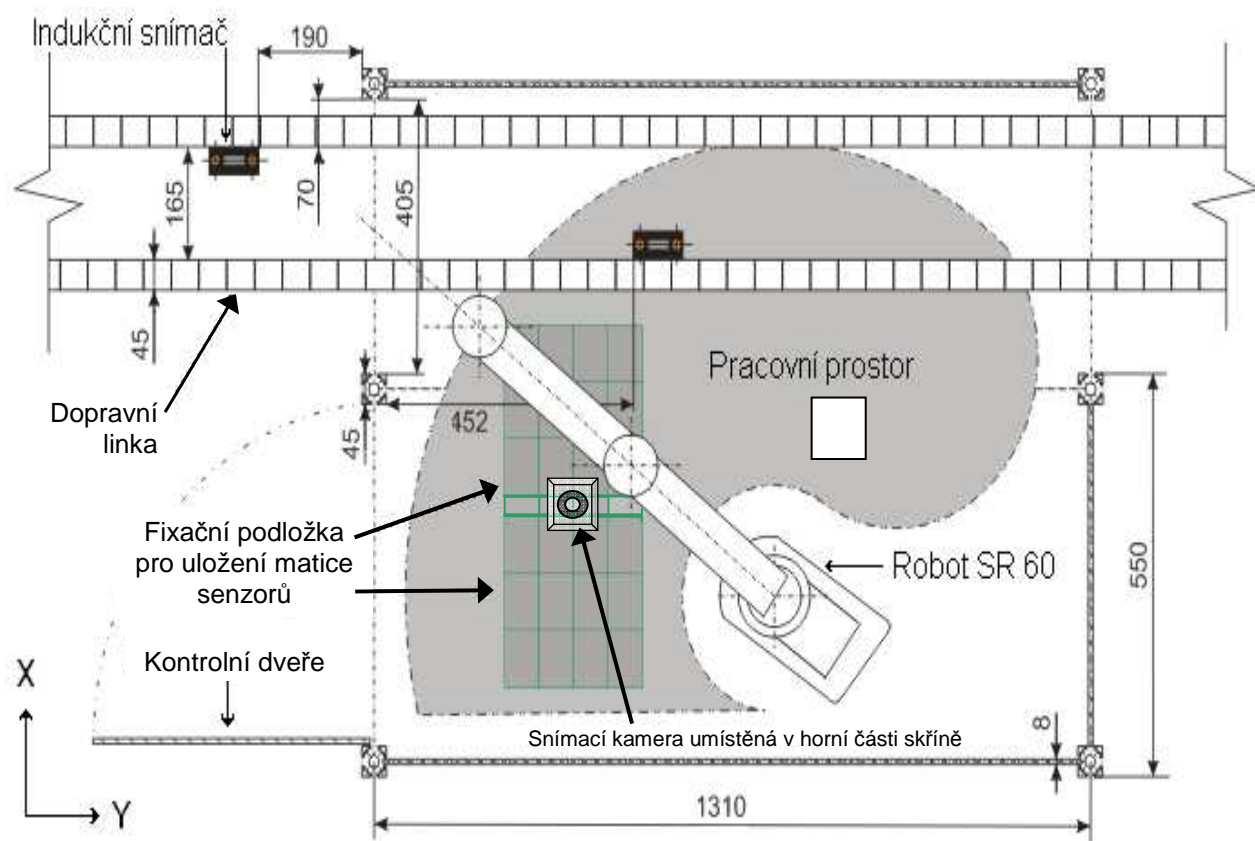 Indukční snímač
190
165
70
405
45
Dopravní
linka
45
452
Pracovní prostor
Fixační podložka
pro uložení matice
senzorů
Robot SR 60
550
Kontrolní dveře
X
Y
Snímací kamera umístěná v horní části skříně
8
1310